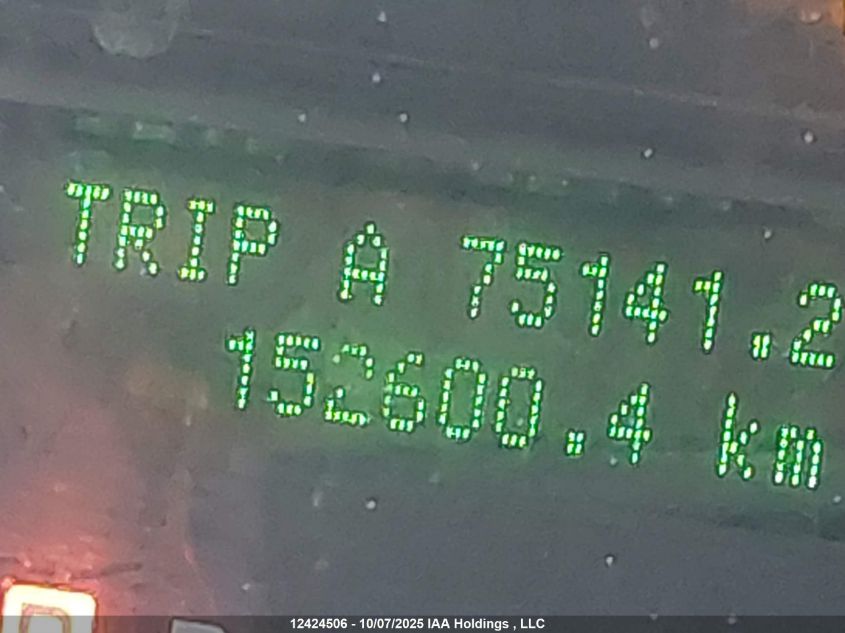 TRIP A 75141.2
152600.4 km
12424506 - 10/07/2025 IAA Holdings , LLC